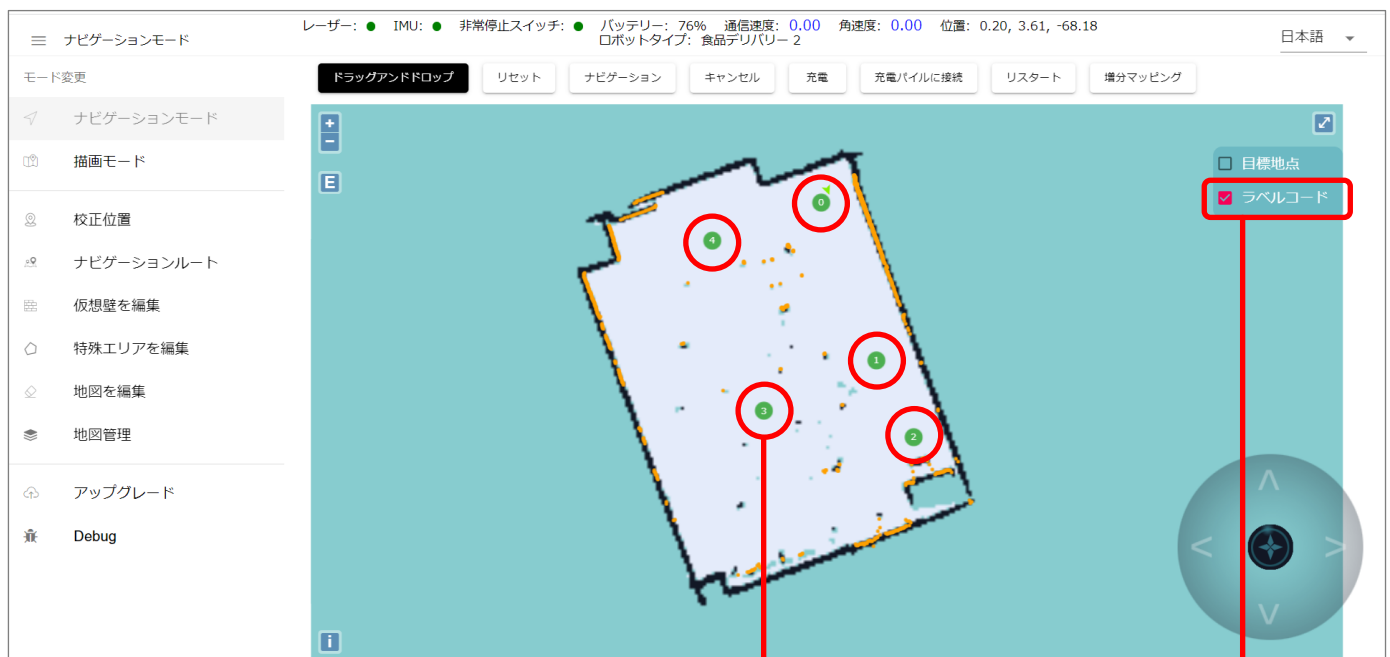 レーザー: ● IMU: ● 非常停止スイッチ: ● バッテリー: 76% 通信速度: 0.00 角速度: 0.00 位置: 0.20, 3.61, -68.18
ロボットタイプ: 食品デリバリー 2
ナビゲーションモード
日本語
モード変更
ドラッグアンドドロップ リセット ナビゲーション キャンセル 充電 充電パイルに接続 リスタート 増分マッピング
ナビゲーションモード
描画モード
校正位置
ナビゲーションルート
仮想壁を編集
特殊エリアを編集
地図を編集
地図管理
アップグレード
Debug
+
−
E
目標地点
ラベルコード
0
4
1
3
2
i